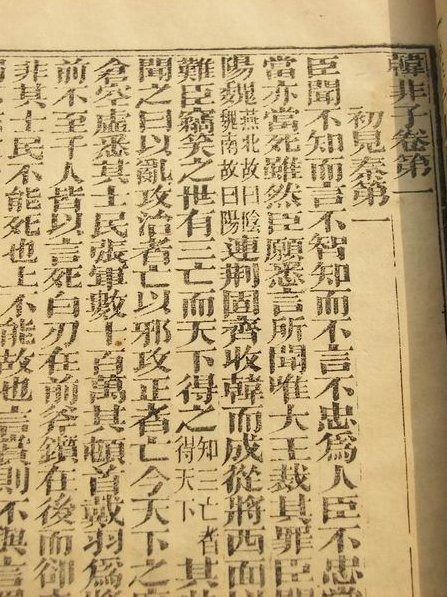 韓非子卷第一
初見秦第一
臣聞不知而言不智知而不言不忠爲人臣不忠當
當亦當死雖然臣願悉言所聞唯大王裁其罪臣聞
陽燕北故曰陰魏南故曰陽連荆固齊收韓而成從將西面
難臣竊笑之世有三亡而天下得之知三亡者得天下其
聞之曰以亂攻治者亡以邪攻正者亡今天下之
倉空虛悉其士民張軍數十百萬其頓首戴羽爲將
前不至千人皆以言死白刃在前斧鑕在後而卻
非其士民不能死也上不能故也言賞則不與言